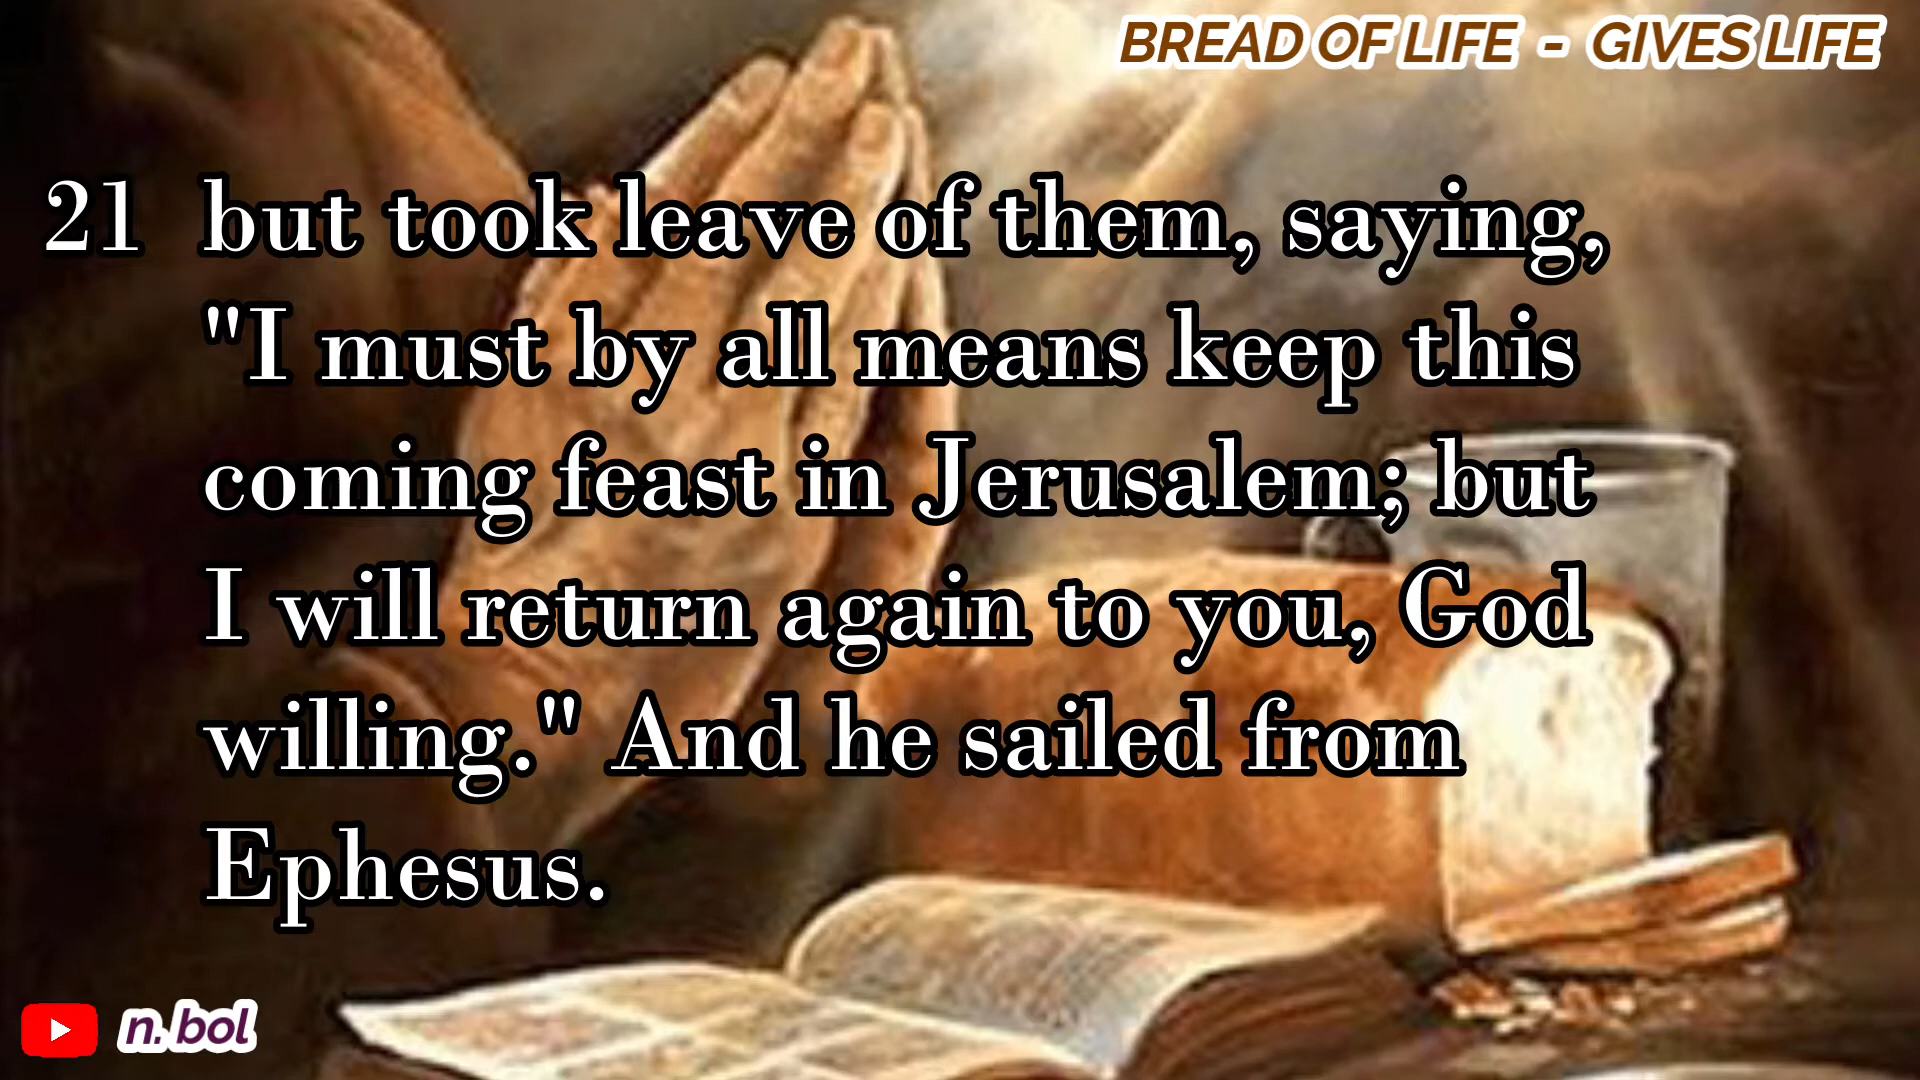 BREAD OF LIFE - GIVES LIFE
21 but took leave of them, saying,
"I must by all means keep this
coming feast in Jerusalem; but
I will return again to you, God
willing." And he sailed from
Ephesus.
n. bol